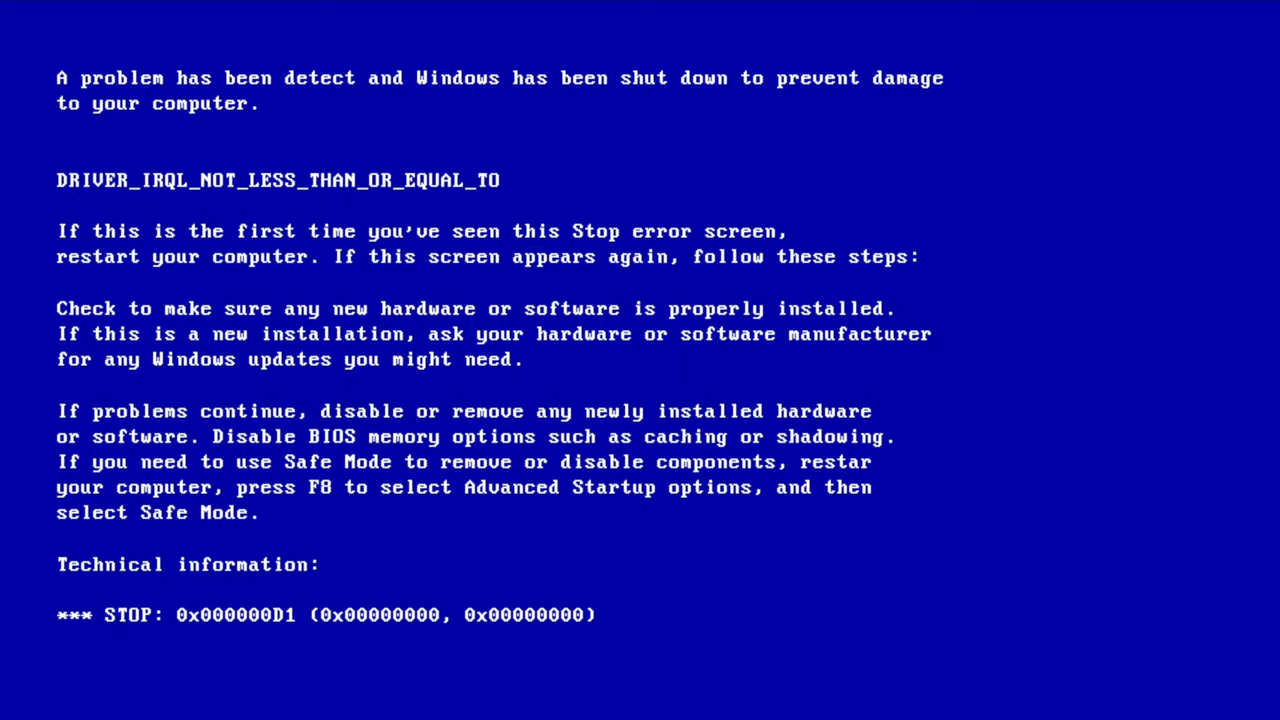 A problem has been detect and Windows has been shut down to prevent damage
to your computer.
DRIVER_IRQL_NOT_LESS_THAN_OR_EQUAL_TO
If this is the first time you've seen this Stop error screen,
restart your computer. If this screen appears again, follow these steps:
Check to make sure any new hardware or software is properly installed.
If this is a new installation, ask your hardware or software manufacturer
for any Windows updates you might need.
If problems continue, disable or remove any newly installed hardware
or software. Disable BIOS memory options such as caching or shadowing.
If you need to use Safe Mode to remove or disable components, restar
your computer, press F8 to select Advanced Startup options, and then
select Safe Mode.
Technical information:
*** STOP: 0x000000D1 (0x00000000, 0x00000000)